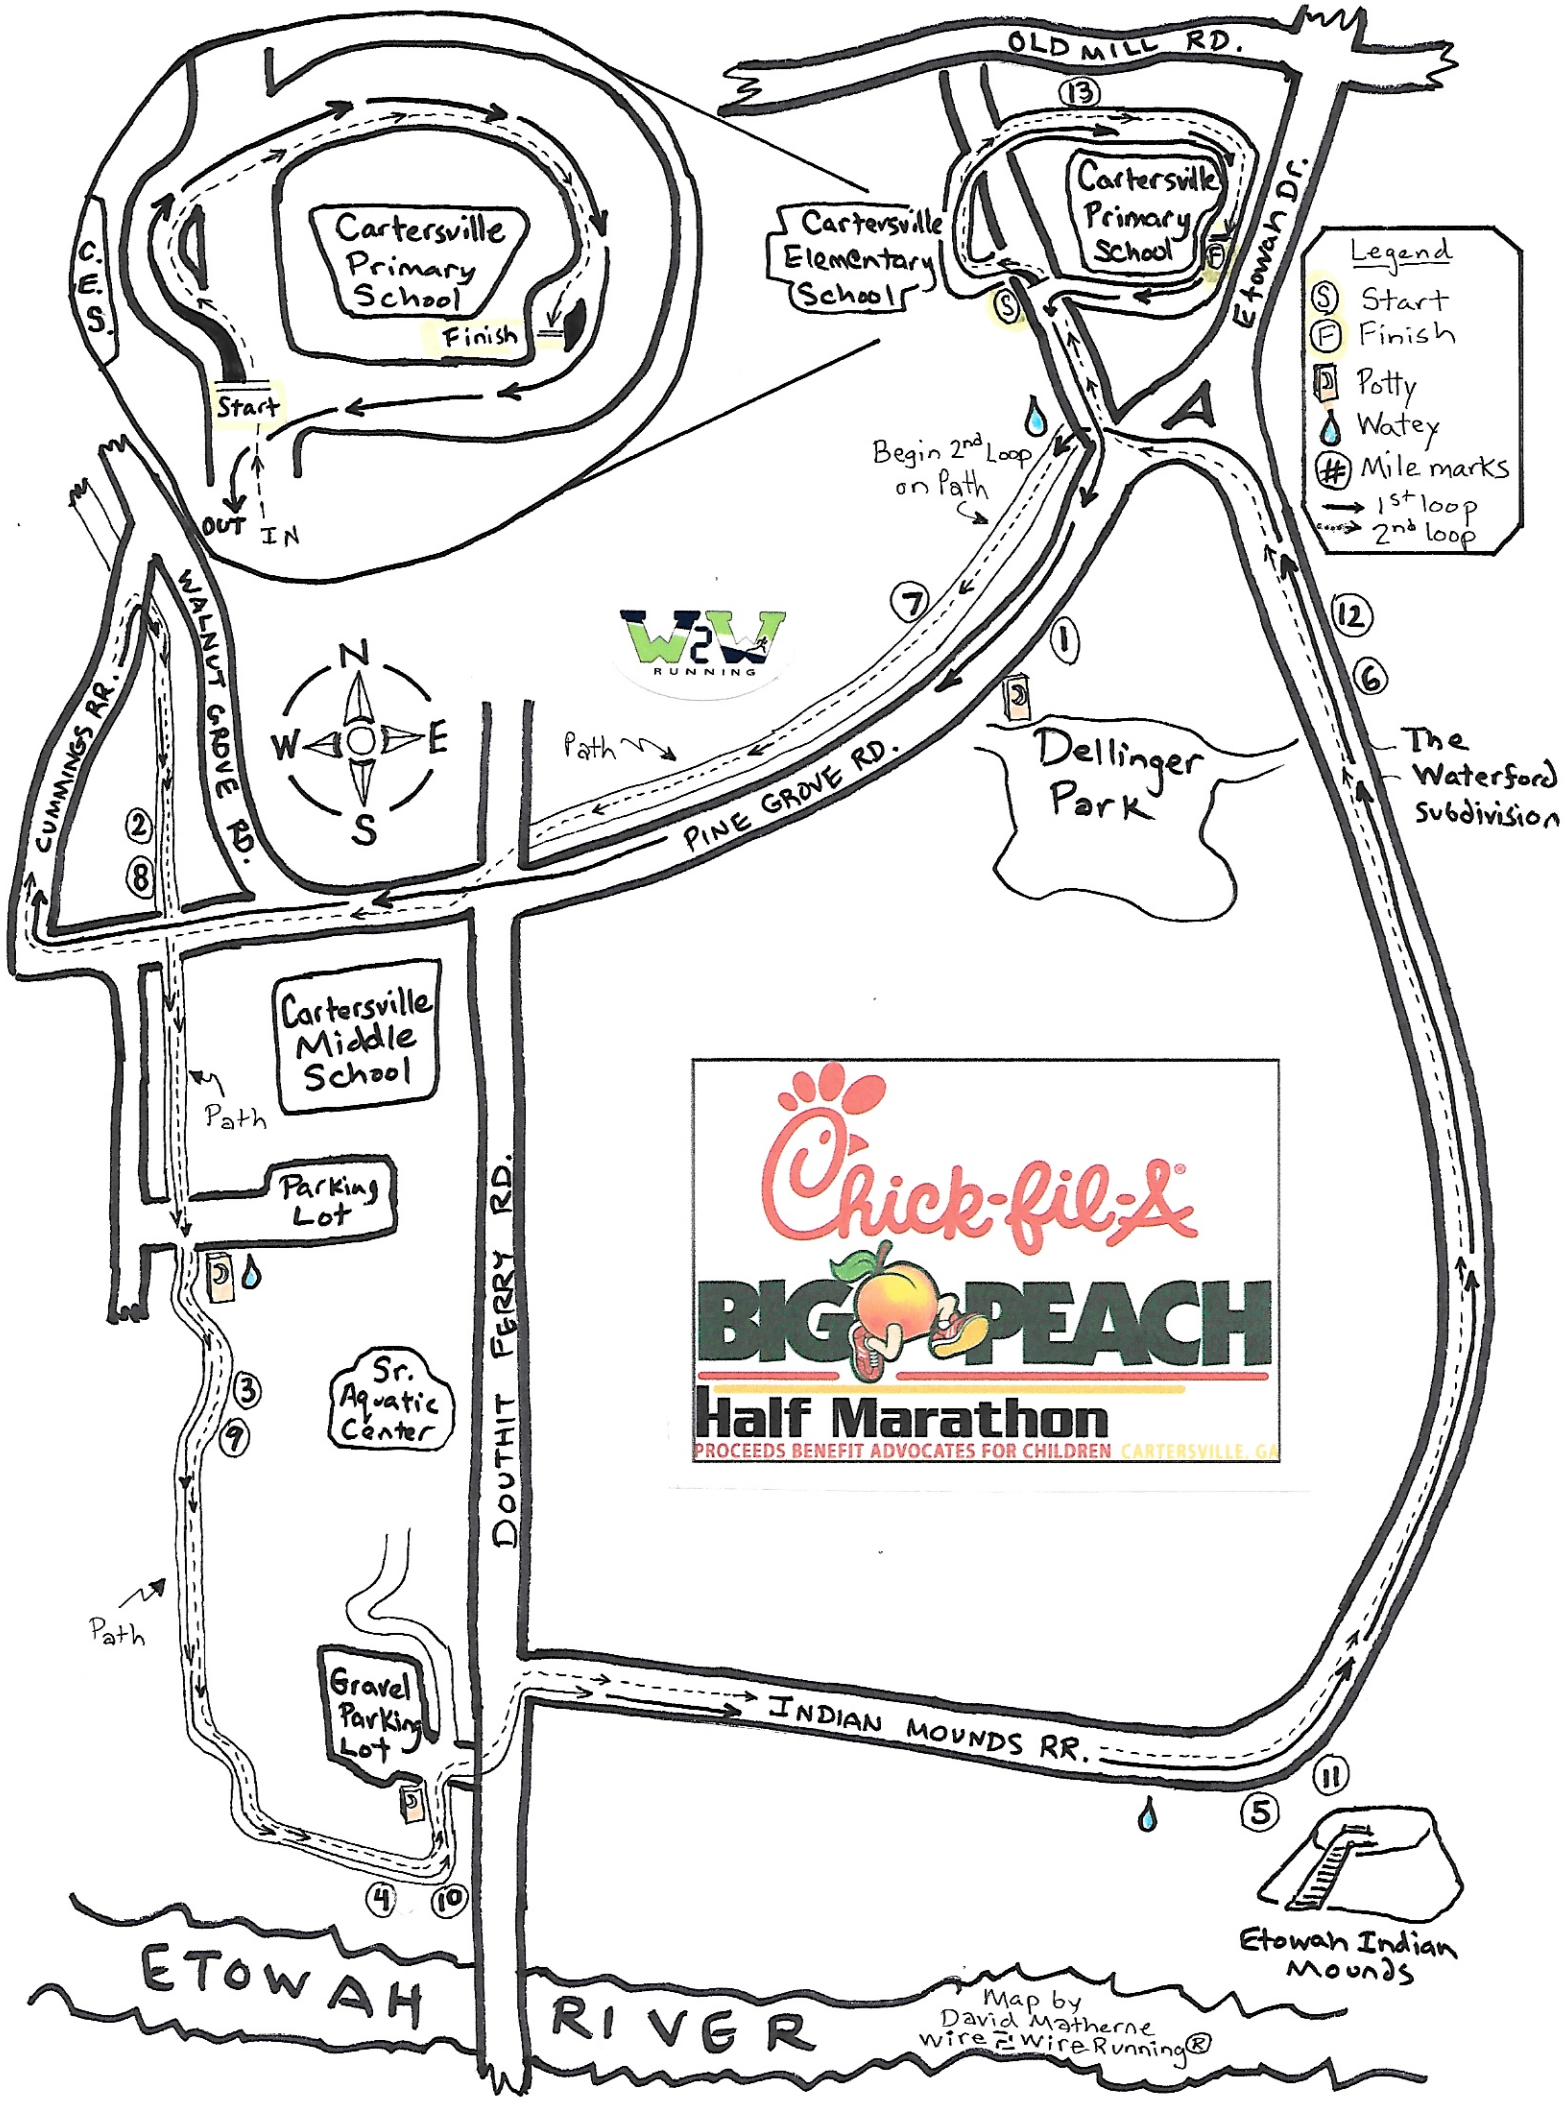 OLD MILL RD.
13
C.E.S.
Cartersville
Primary
School
Finish
Start
OUT
IN
Cartersville
Elementary
School
Cartersville
Primary
School
S
F
Etowah Dr.
Legend
S Start
F Finish
Potty
Water
# Mile marks
1st loop
2nd loop
Begin 2nd Loop
on Path
WALNUT GROVE RD.
CUMMINGS RR.
N
W E
S
W2W
RUNNING
7
1
12
6
Path
PINE GROVE RD.
Dellinger
Park
The
Waterford
Subdivision
2
8
Cartersville
Middle
School
Path
Parking
Lot
DOUTHIT FERRY RD.
Chick-fil-A®
BIG PEACH
Half Marathon
PROCEEDS BENEFIT ADVOCATES FOR CHILDREN CARTERSVILLE, GA
3
9
Sr.
Aquatic
Center
Path
Gravel
Parking
Lot
INDIAN MOUNDS RR.
11
5
4
10
Etowah Indian
Mounds
ETOWAH RIVER
Map by
David Matherne
Wire 2 Wire Running®